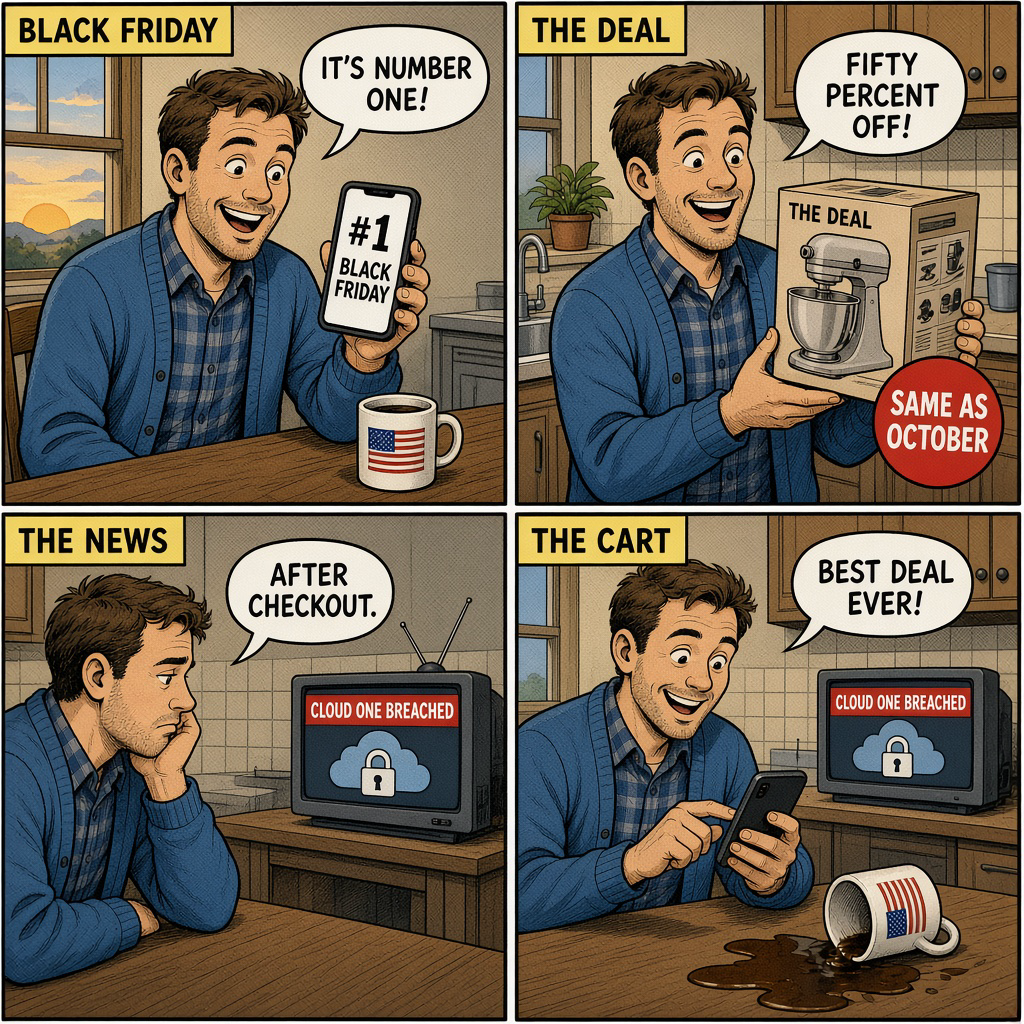 BLACK FRIDAY
IT'S NUMBER
ONE!
#1
BLACK
FRIDAY
THE DEAL
FIFTY
PERCENT
OFF!
THE DEAL
SAME AS
OCTOBER
THE NEWS
AFTER
CHECKOUT.
CLOUD ONE BREACHED
THE CART
BEST DEAL
EVER!
CLOUD ONE BREACHED